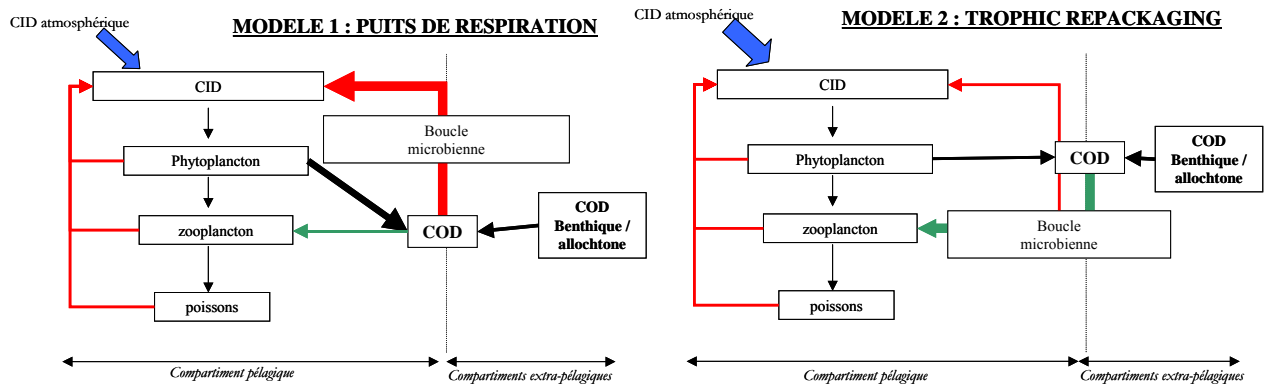 CID atmosphérique
MODELE 1 : PUITS DE RESPIRATION
CID
Boucle
microbienne
Phytoplancton
COD
Benthique /
allochtone
zooplancton
COD
poissons
Compartiment pélagique
Compartiments extra-pélagiques
CID atmosphérique
MODELE 2 : TROPHIC REPACKAGING
CID
COD
Benthique /
allochtone
Phytoplancton
COD
zooplancton
Boucle
microbienne
poissons
Compartiment pélagique
Compartiments extra-pélagiques